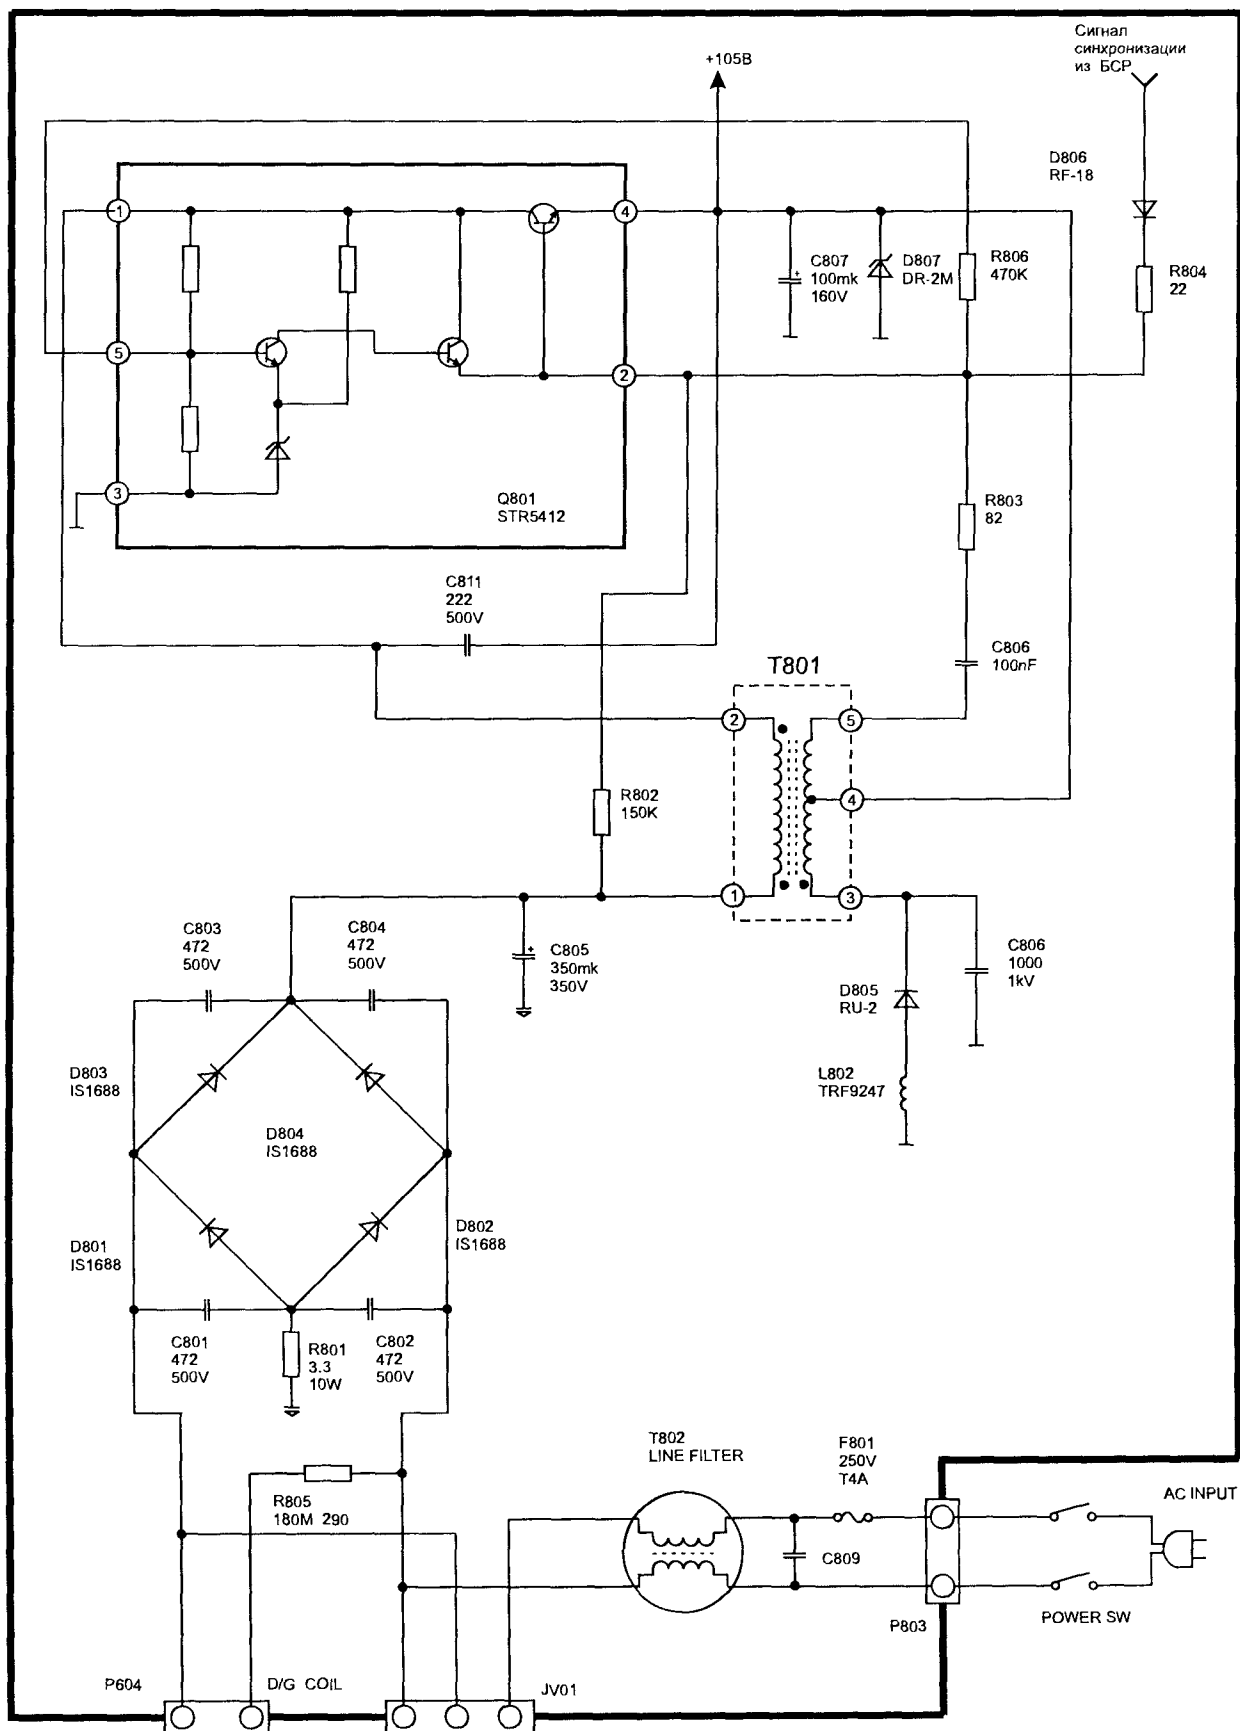 Сигнал
синхронизации
из БСР
+105В
D806
RF-18
1
4
C807
100mk
160V
D807
DR-2M
R806
470K
R804
22
5
2
3
Q801
STR5412
R803
82
C811
222
500V
C806
100nF
T801
2
5
R802
150K
4
1
3
C803
472
500V
C804
472
500V
+
C805
350mk
350V
C806
1000
1kV
D805
RU-2
D803
IS1688
L802
TRF9247
D804
IS1688
D801
IS1688
D802
IS1688
C801
472
500V
R801
3.3
10W
C802
472
500V
T802
LINE FILTER
F801
250V
T4A
AC INPUT
R805
180M 290
C809
P803
POWER SW
P604
D/G COIL
JV01